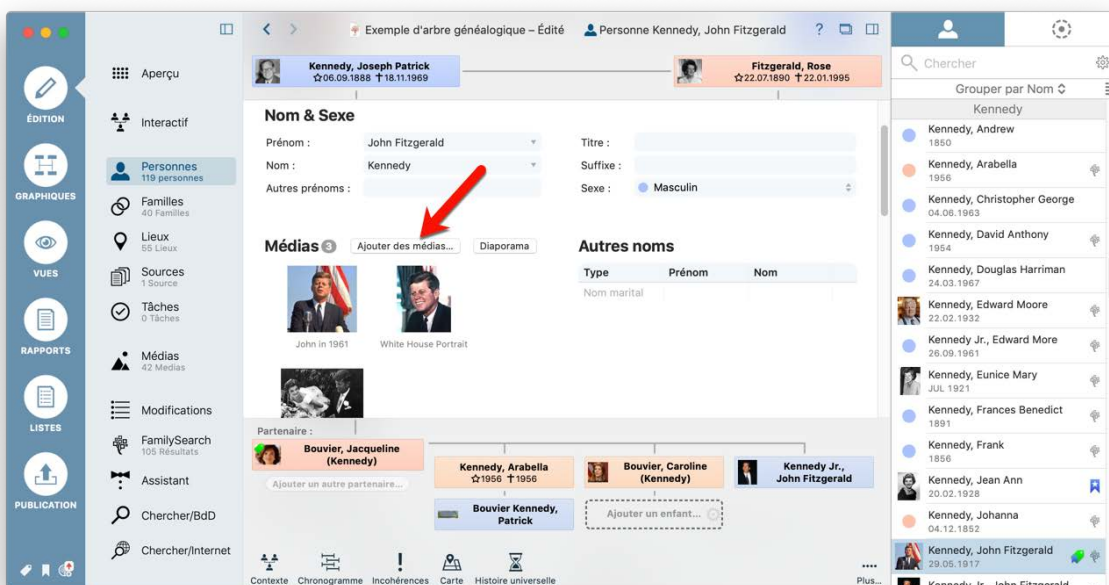 Exemple d'arbre généalogique – Édité
Personne Kennedy, John Fitzgerald
?
ÉDITION
GRAPHIQUES
VUES
RAPPORTS
LISTES
PUBLICATION
Aperçu
Interactif
Personnes
119 personnes
Familles
40 Familles
Lieux
55 Lieux
Sources
1 Source
Tâches
0 Tâches
Médias
42 Medias
Modifications
FamilySearch
105 Résultats
Assistant
Chercher/BdD
Chercher/Internet
Kennedy, Joseph Patrick
☆06.09.1888 †18.11.1969
Fitzgerald, Rose
☆22.07.1890 †22.01.1995
Nom & Sexe
Prénom : John Fitzgerald
Nom : Kennedy
Autres prénoms :
Titre :
Suffixe :
Sexe : Masculin
Médias 3 Ajouter des médias... Diaporama
John in 1961
White House Portrait
Autres noms
Type Prénom Nom
Nom marital
Partenaire :
Bouvier, Jacqueline
(Kennedy)
Ajouter un autre partenaire...
Kennedy, Arabella
☆1956 †1956
Bouvier, Caroline
(Kennedy)
Kennedy Jr.,
John Fitzgerald
Bouvier Kennedy,
Patrick
Ajouter un enfant...
Contexte
Chronogramme
Incohérences
Carte
Histoire universelle
Plus...
Chercher
Grouper par Nom
Kennedy
Kennedy, Andrew
1850
Kennedy, Arabella
1956
Kennedy, Christopher George
04.06.1963
Kennedy, David Anthony
1954
Kennedy, Douglas Harriman
24.03.1967
Kennedy, Edward Moore
22.02.1932
Kennedy Jr., Edward More
26.09.1961
Kennedy, Eunice Mary
JUL 1921
Kennedy, Frances Benedict
1891
Kennedy, Frank
1856
Kennedy, Jean Ann
20.02.1928
Kennedy, Johanna
04.12.1852
Kennedy, John Fitzgerald
29.05.1917
Kennedy Jr., John Fitzgerald